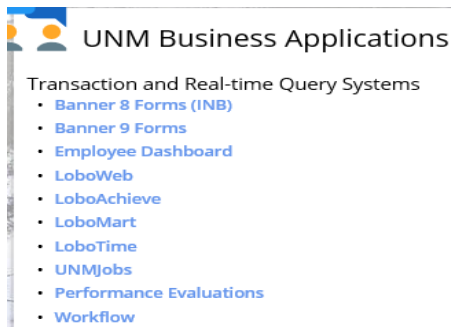 UNM Business Applications
Transaction and Real-time Query Systems
• Banner 8 Forms (INB)
• Banner 9 Forms
• Employee Dashboard
• LoboWeb
• LoboAchieve
• LoboMart
• LoboTime
• UNMJobs
• Performance Evaluations
• Workflow